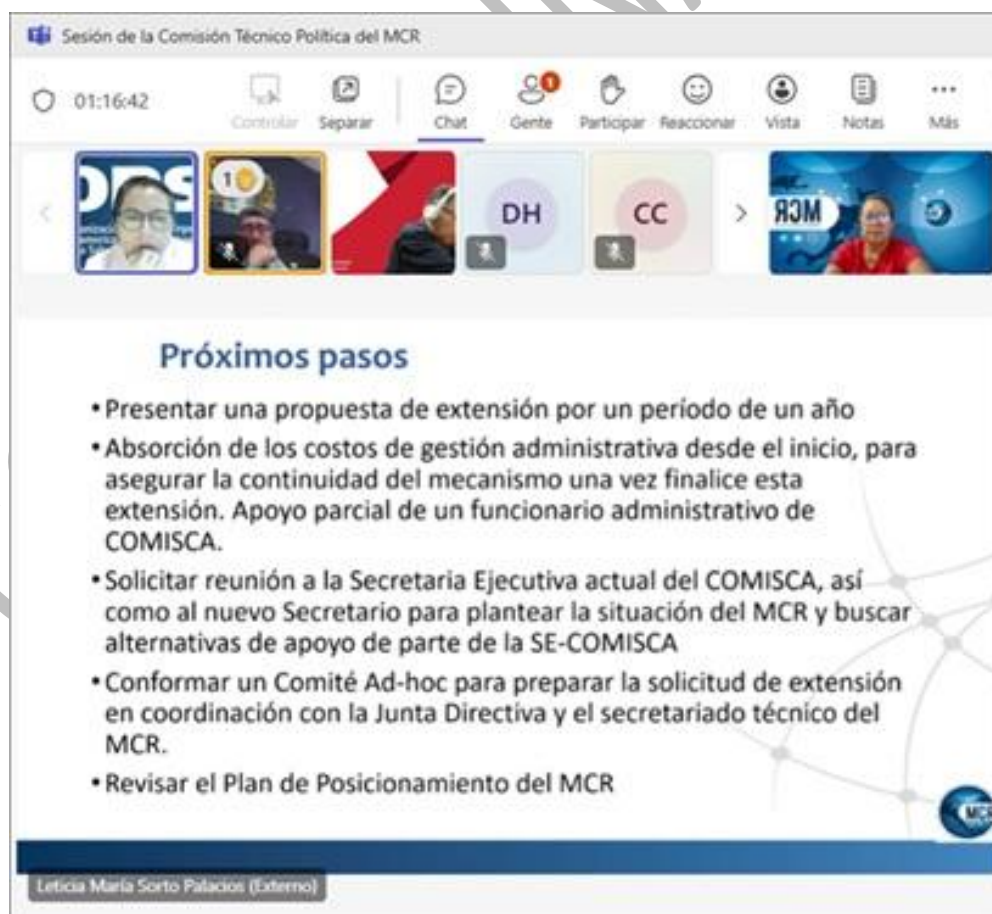 Sesión de la Comisión Técnico Política del MCR
01:16:42
Controlar
Separar
Chat
Gente
1
Participar
Reaccionar
Vista
Notas
Más
1
DH
CC
MCR
Próximos pasos
• Presentar una propuesta de extensión por un período de un año
• Absorción de los costos de gestión administrativa desde el inicio, para
asegurar la continuidad del mecanismo una vez finalice esta
extensión. Apoyo parcial de un funcionario administrativo de
COMISCA.
• Solicitar reunión a la Secretaria Ejecutiva actual del COMISCA, así
como al nuevo Secretario para plantear la situación del MCR y buscar
alternativas de apoyo de parte de la SE-COMISCA
• Conformar un Comité Ad-hoc para preparar la solicitud de extensión
en coordinación con la Junta Directiva y el secretariado técnico del
MCR.
• Revisar el Plan de Posicionamiento del MCR
MCR
Leticia María Sorto Palacios (Externo)